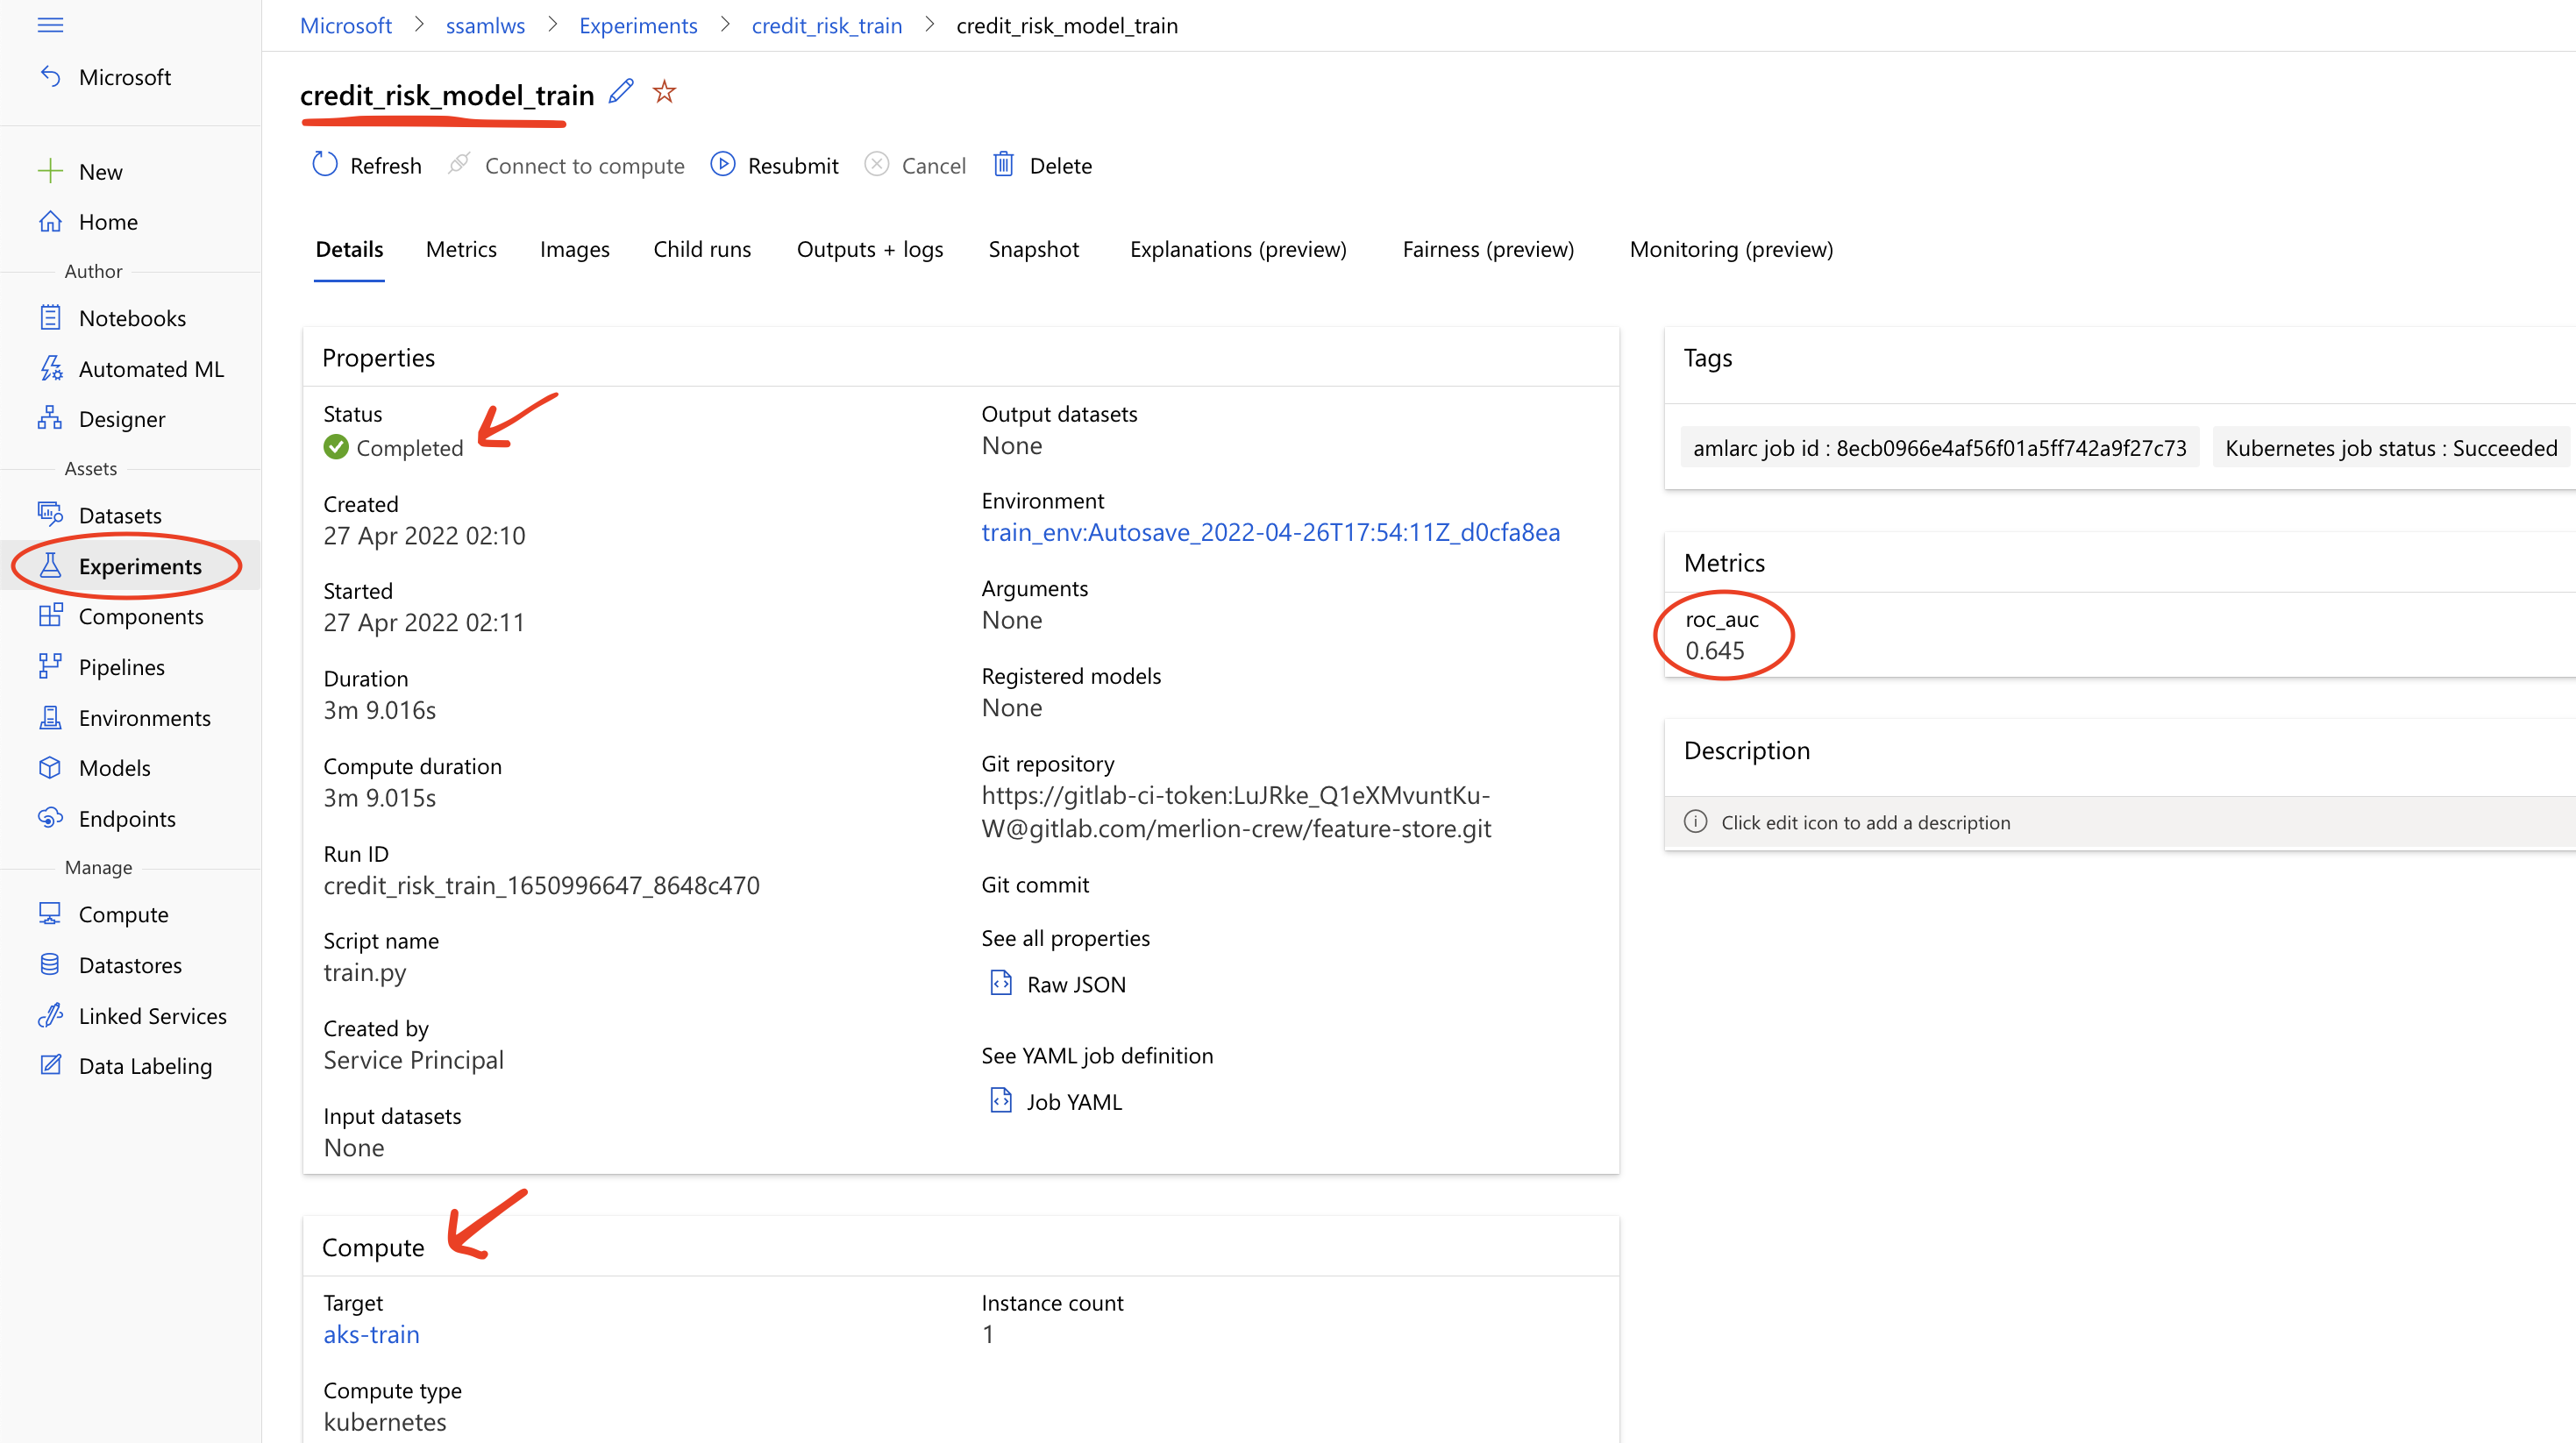 Microsoft > ssamlws > Experiments > credit_risk_train > credit_risk_model_train
Microsoft
New
Home
Author
Notebooks
Automated ML
Designer
Assets
Datasets
Experiments
Components
Pipelines
Environments
Models
Endpoints
Manage
Compute
Datastores
Linked Services
Data Labeling
credit_risk_model_train
Refresh Connect to compute Resubmit Cancel Delete
Details Metrics Images Child runs Outputs + logs Snapshot Explanations (preview) Fairness (preview) Monitoring (preview)
Properties
Status
Completed
Created
27 Apr 2022 02:10
Started
27 Apr 2022 02:11
Duration
3m 9.016s
Compute duration
3m 9.015s
Run ID
credit_risk_train_1650996647_8648c470
Script name
train.py
Created by
Service Principal
Input datasets
None
Output datasets
None
Environment
train_env:Autosave_2022-04-26T17:54:11Z_d0cfa8ea
Arguments
None
Registered models
None
Git repository
https://gitlab-ci-token:LuJRke_Q1eXMvuntKu-
W@gitlab.com/merlion-crew/feature-store.git
Git commit
See all properties
Raw JSON
See YAML job definition
Job YAML
Compute
Target
aks-train
Compute type
kubernetes
Instance count
1
Tags
amlarc job id : 8ecb0966e4af56f01a5ff742a9f27c73 Kubernetes job status : Succeeded
Metrics
roc_auc
0.645
Description
Click edit icon to add a description